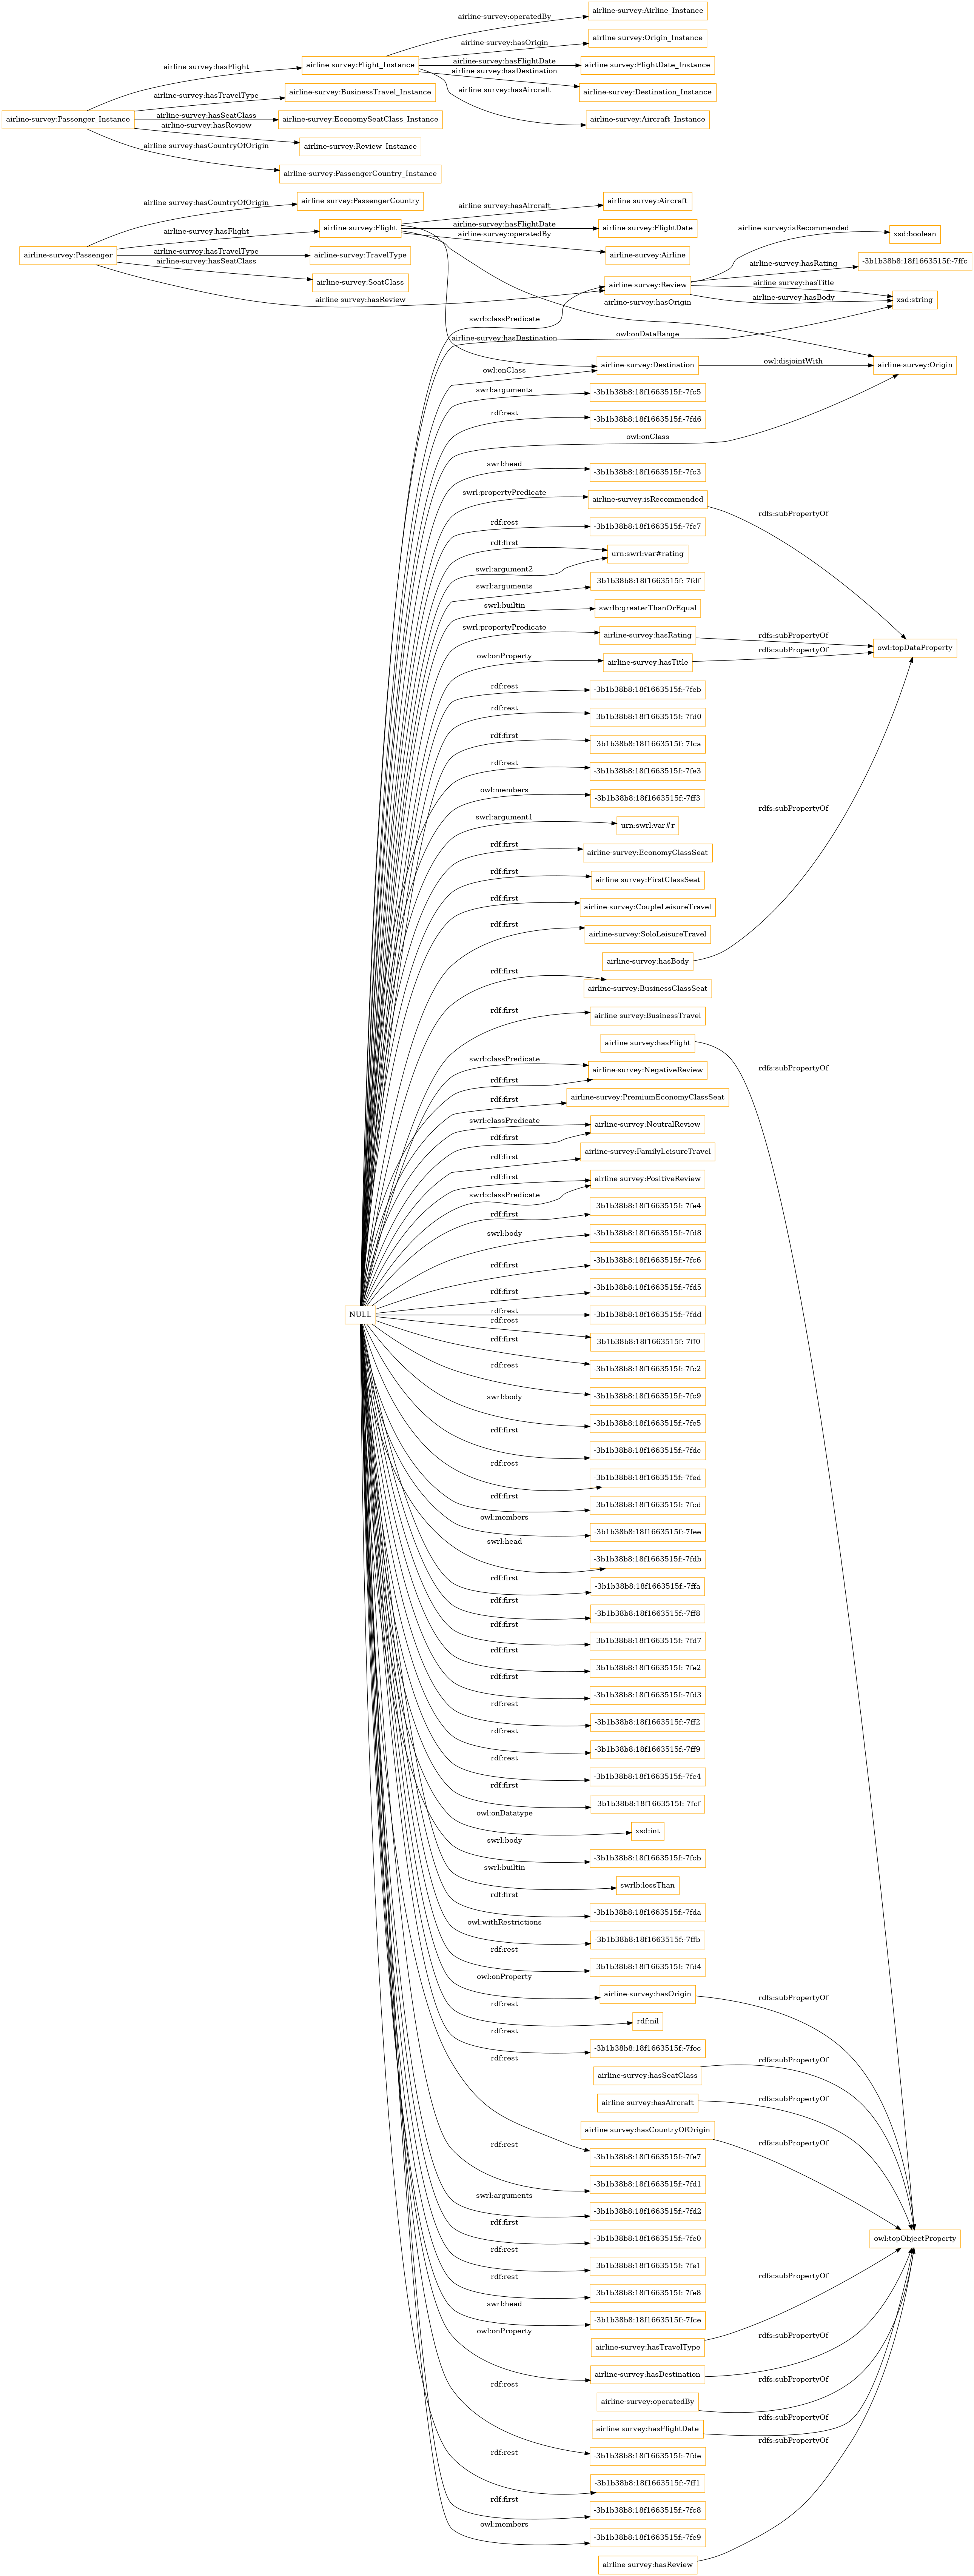 airline-survey:operatedBy
airline-survey:Airline_Instance
airline-survey:hasOrigin
airline-survey:Origin_Instance
airline-survey:hasFlight
airline-survey:Flight_Instance
airline-survey:hasFlightDate
airline-survey:FlightDate_Instance
airline-survey:hasDestination
airline-survey:Destination_Instance
airline-survey:hasAircraft
airline-survey:Aircraft_Instance
airline-survey:Passenger_Instance
airline-survey:hasTravelType
airline-survey:BusinessTravel_Instance
airline-survey:hasSeatClass
airline-survey:EconomySeatClass_Instance
airline-survey:hasReview
airline-survey:Review_Instance
airline-survey:hasCountryOfOrigin
airline-survey:PassengerCountry_Instance
airline-survey:hasCountryOfOrigin
airline-survey:PassengerCountry
airline-survey:hasAircraft
airline-survey:Aircraft
airline-survey:hasFlight
airline-survey:Flight
airline-survey:hasFlightDate
airline-survey:FlightDate
airline-survey:operatedBy
airline-survey:Airline
airline-survey:isRecommended
xsd:boolean
airline-survey:Passenger
airline-survey:hasTravelType
airline-survey:TravelType
airline-survey:hasSeatClass
airline-survey:SeatClass
airline-survey:hasRating
-3b1b38b8:18f1663515f:-7ffc
airline-survey:Review
airline-survey:hasTitle
airline-survey:hasReview
airline-survey:hasOrigin
airline-survey:hasBody
xsd:string
swrl:classPredicate
owl:onDataRange
airline-survey:hasDestination
airline-survey:Destination
owl:disjointWith
airline-survey:Origin
owl:onClass
swrl:arguments
-3b1b38b8:18f1663515f:-7fc5
rdf:rest
-3b1b38b8:18f1663515f:-7fd6
owl:onClass
swrl:head
-3b1b38b8:18f1663515f:-7fc3
swrl:propertyPredicate
airline-survey:isRecommended
rdfs:subPropertyOf
rdf:rest
-3b1b38b8:18f1663515f:-7fc7
rdf:first
urn:swrl:var#rating
swrl:argument2
swrl:arguments
-3b1b38b8:18f1663515f:-7fdf
swrl:builtin
swrlb:greaterThanOrEqual
swrl:propertyPredicate
airline-survey:hasRating
rdfs:subPropertyOf
owl:topDataProperty
owl:onProperty
airline-survey:hasTitle
rdfs:subPropertyOf
rdf:rest
-3b1b38b8:18f1663515f:-7feb
rdf:rest
-3b1b38b8:18f1663515f:-7fd0
rdf:first
-3b1b38b8:18f1663515f:-7fca
rdf:rest
-3b1b38b8:18f1663515f:-7fe3
owl:members
-3b1b38b8:18f1663515f:-7ff3
rdfs:subPropertyOf
swrl:argument1
urn:swrl:var#r
rdf:first
airline-survey:EconomyClassSeat
rdf:first
airline-survey:FirstClassSeat
rdf:first
airline-survey:CoupleLeisureTravel
rdf:first
airline-survey:SoloLeisureTravel
airline-survey:hasBody
rdf:first
airline-survey:BusinessClassSeat
rdf:first
airline-survey:BusinessTravel
airline-survey:hasFlight
rdfs:subPropertyOf
swrl:classPredicate
airline-survey:NegativeReview
rdf:first
rdf:first
airline-survey:PremiumEconomyClassSeat
swrl:classPredicate
airline-survey:NeutralReview
rdf:first
rdf:first
airline-survey:FamilyLeisureTravel
rdf:first
airline-survey:PositiveReview
swrl:classPredicate
rdf:first
-3b1b38b8:18f1663515f:-7fe4
swrl:body
-3b1b38b8:18f1663515f:-7fd8
rdf:first
-3b1b38b8:18f1663515f:-7fc6
rdf:first
-3b1b38b8:18f1663515f:-7fd5
NULL
rdf:rest
-3b1b38b8:18f1663515f:-7fdd
rdf:rest
-3b1b38b8:18f1663515f:-7ff0
rdf:first
-3b1b38b8:18f1663515f:-7fc2
rdf:rest
-3b1b38b8:18f1663515f:-7fc9
swrl:body
-3b1b38b8:18f1663515f:-7fe5
rdf:first
-3b1b38b8:18f1663515f:-7fdc
rdf:rest
-3b1b38b8:18f1663515f:-7fed
rdf:first
-3b1b38b8:18f1663515f:-7fcd
owl:members
-3b1b38b8:18f1663515f:-7fee
swrl:head
-3b1b38b8:18f1663515f:-7fdb
rdf:first
-3b1b38b8:18f1663515f:-7ffa
rdf:first
-3b1b38b8:18f1663515f:-7ff8
rdf:first
-3b1b38b8:18f1663515f:-7fd7
rdf:first
-3b1b38b8:18f1663515f:-7fe2
rdf:first
-3b1b38b8:18f1663515f:-7fd3
rdf:rest
-3b1b38b8:18f1663515f:-7ff2
rdf:rest
-3b1b38b8:18f1663515f:-7ff9
rdf:rest
-3b1b38b8:18f1663515f:-7fc4
rdf:first
-3b1b38b8:18f1663515f:-7fcf
owl:onDatatype
xsd:int
swrl:body
-3b1b38b8:18f1663515f:-7fcb
swrl:builtin
swrlb:lessThan
rdf:first
-3b1b38b8:18f1663515f:-7fda
owl:withRestrictions
-3b1b38b8:18f1663515f:-7ffb
rdf:rest
-3b1b38b8:18f1663515f:-7fd4
owl:onProperty
airline-survey:hasOrigin
rdfs:subPropertyOf
rdf:rest
rdf:nil
rdf:rest
-3b1b38b8:18f1663515f:-7fec
rdf:rest
airline-survey:hasSeatClass
rdfs:subPropertyOf
airline-survey:hasAircraft
rdfs:subPropertyOf
airline-survey:hasCountryOfOrigin
rdfs:subPropertyOf
-3b1b38b8:18f1663515f:-7fe7
rdf:rest
-3b1b38b8:18f1663515f:-7fd1
swrl:arguments
-3b1b38b8:18f1663515f:-7fd2
rdf:first
-3b1b38b8:18f1663515f:-7fe0
owl:topObjectProperty
rdf:rest
-3b1b38b8:18f1663515f:-7fe1
rdf:rest
-3b1b38b8:18f1663515f:-7fe8
rdfs:subPropertyOf
swrl:head
-3b1b38b8:18f1663515f:-7fce
owl:onProperty
airline-survey:hasTravelType
rdfs:subPropertyOf
airline-survey:hasDestination
rdfs:subPropertyOf
rdf:rest
airline-survey:operatedBy
rdfs:subPropertyOf
airline-survey:hasFlightDate
rdfs:subPropertyOf
-3b1b38b8:18f1663515f:-7fde
rdf:rest
-3b1b38b8:18f1663515f:-7ff1
rdf:first
-3b1b38b8:18f1663515f:-7fc8
owl:members
-3b1b38b8:18f1663515f:-7fe9
airline-survey:hasReview